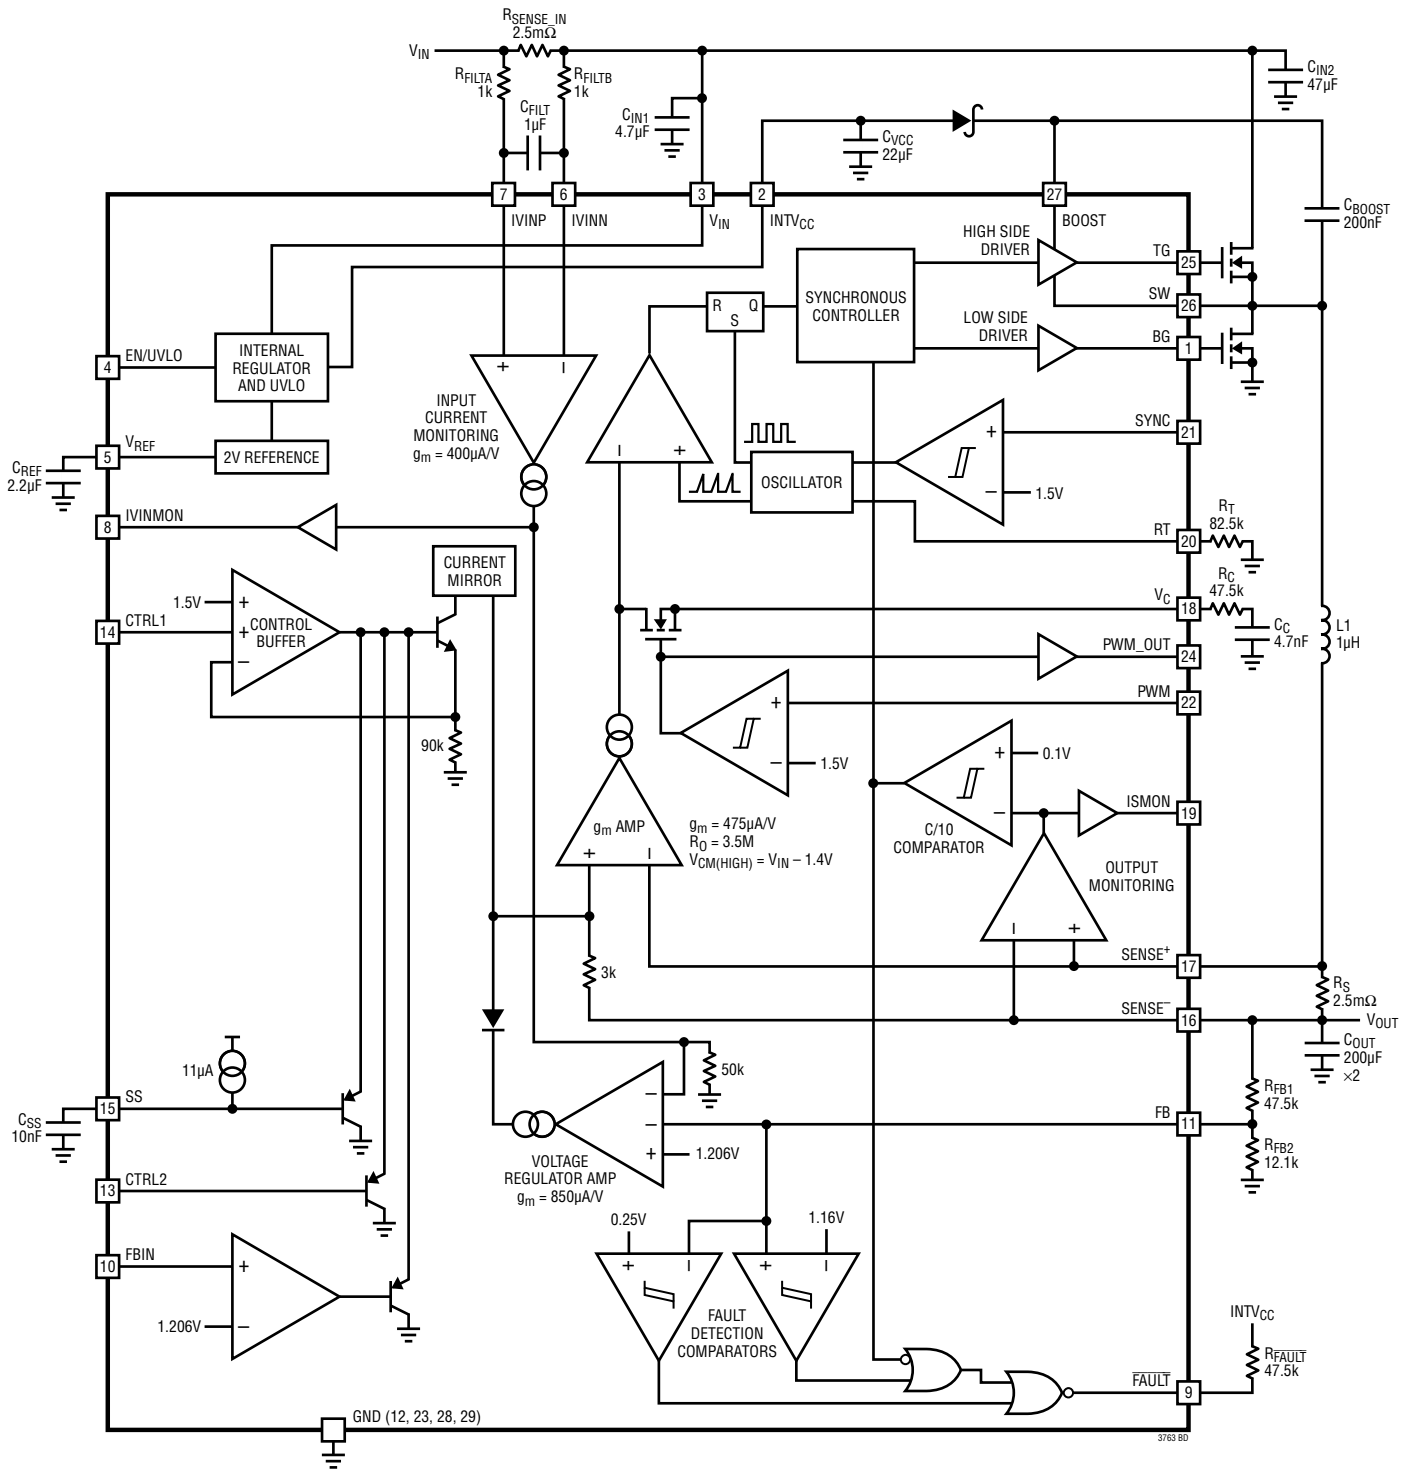 RSENSE_IN
2.5mΩ
VIN
RFILTA
1k
RFILTB
1k
CFILT
1µF
CIN1
4.7µF
CIN2
47µF
CVCC
22µF
7
6
3
2
27
IVINP
IVINN
VIN
INTVCC
BOOST
CBOOST
200nF
HIGH SIDE
DRIVER
TG
25
SW
26
LOW SIDE
DRIVER
BG
1
R
Q
S
SYNCHRONOUS
CONTROLLER
4
EN/UVLO
INTERNAL
REGULATOR
AND UVLO
+
–
INPUT
CURRENT
MONITORING
gm = 400µA/V
–
+
5
VREF
2V REFERENCE
CREF
2.2µF
OSCILLATOR
SYNC
21
+
–
1.5V
8
IVINMON
RT
20
RT
82.5k
CURRENT
MIRROR
1.5V
+
14
CTRL1
+
CONTROL
BUFFER
–
90k
VC
18
RC
47.5k
CC
4.7nF
L1
1µH
PWM_OUT
24
PWM
22
+
–
1.5V
+
0.1V
–
C/10
COMPARATOR
ISMON
19
gm AMP
+
–
gm = 475µA/V
RO = 3.5M
VCM(HIGH) = VIN – 1.4V
OUTPUT
MONITORING
–
+
SENSE+
17
3k
RS
2.5mΩ
SENSE–
16
VOUT
COUT
200µF
×2
11µA
50k
15
SS
CSS
10nF
–
–
+
1.206V
VOLTAGE
REGULATOR AMP
gm = 850µA/V
FB
11
RFB1
47.5k
RFB2
12.1k
13
CTRL2
10
FBIN
+
1.206V
–
0.25V
1.16V
+
–
+
–
FAULT
DETECTION
COMPARATORS
INTVCC
RFAULT
47.5k
FAULT
9
GND (12, 23, 28, 29)
3763 BD